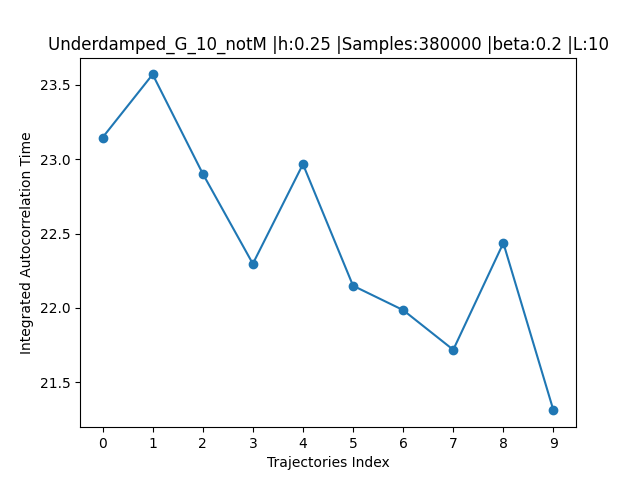 Underdamped_G_10_notM |h:0.25 |Samples:380000 |beta:0.2 |L:10
23.5
23.0
22.5
22.0
21.5
Integrated Autocorrelation Time
0 1 2 3 4 5 6 7 8 9
Trajectories Index